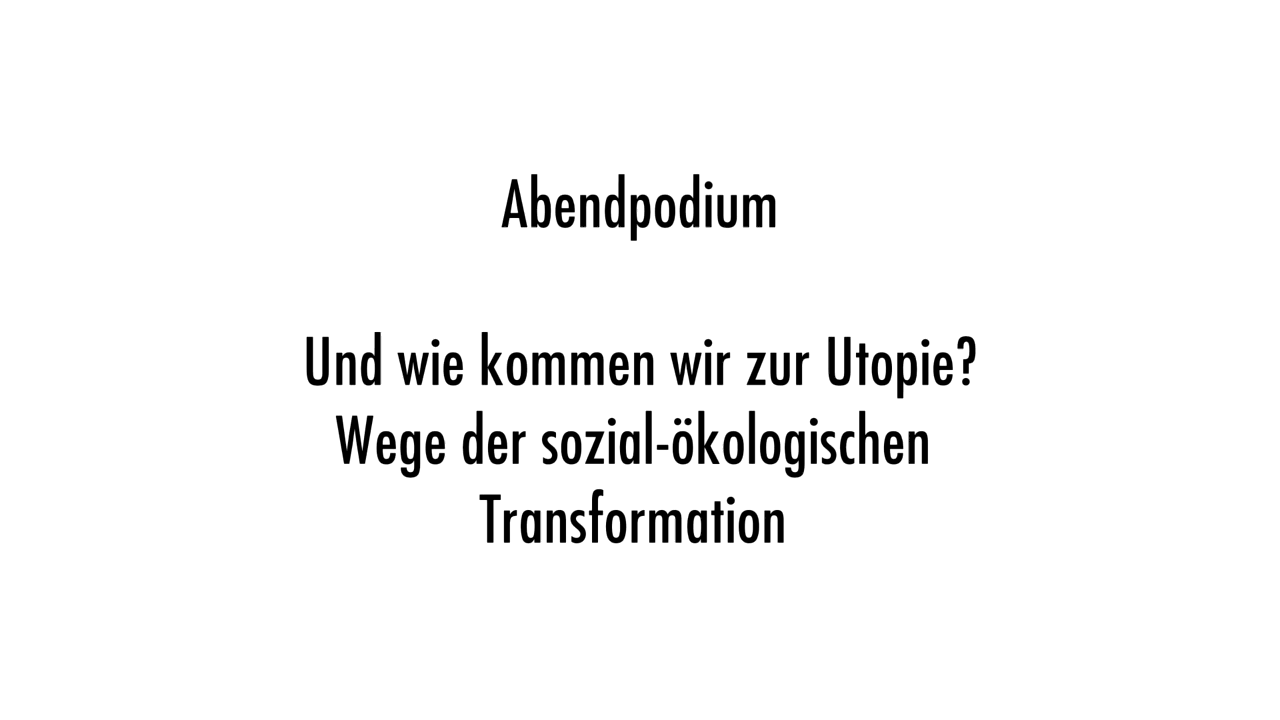 Abendpodium
Und wie kommen wir zur Utopie?
Wege der sozial-ökologischen
Transformation